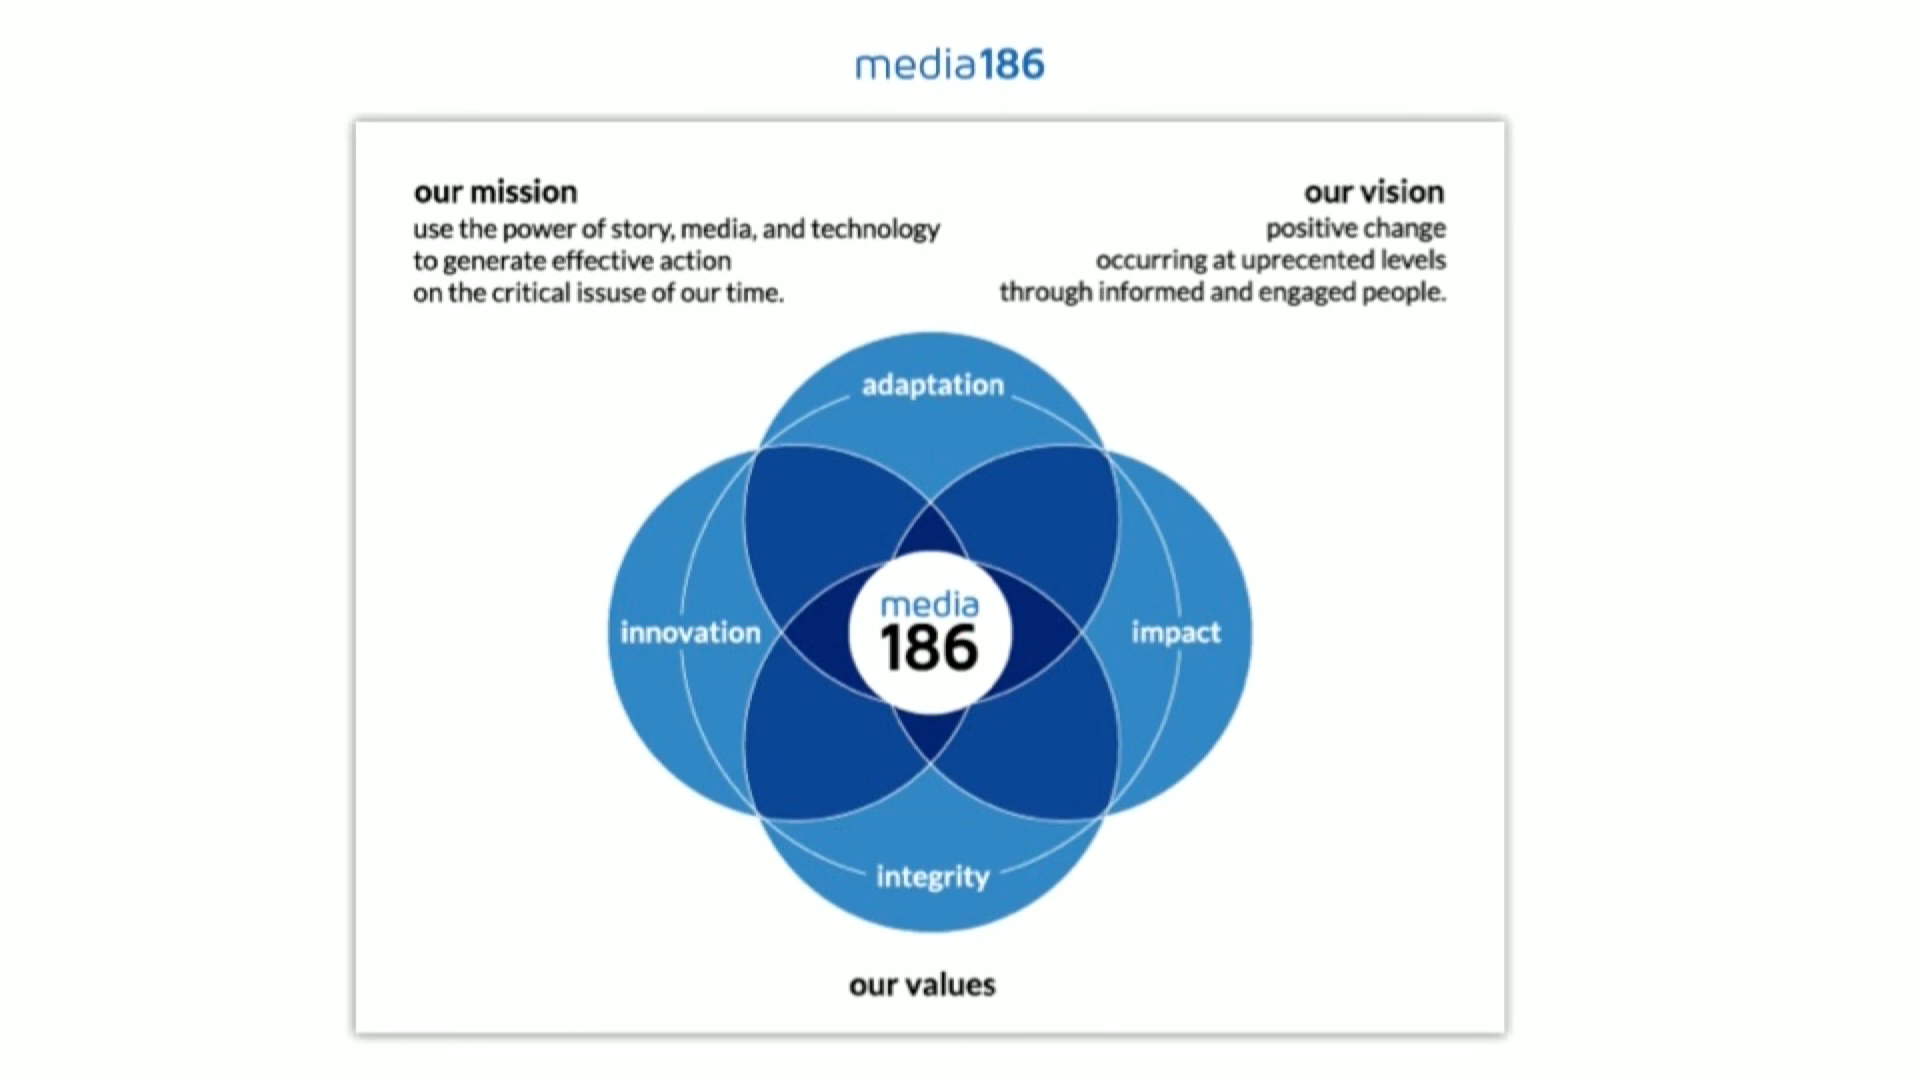 media186
our mission
use the power of story, media, and technology
to generate effective action
on the critical issuse of our time.
our vision
positive change
occurring at uprecented levels
through informed and engaged people.
adaptation
innovation
media
186
impact
integrity
our values